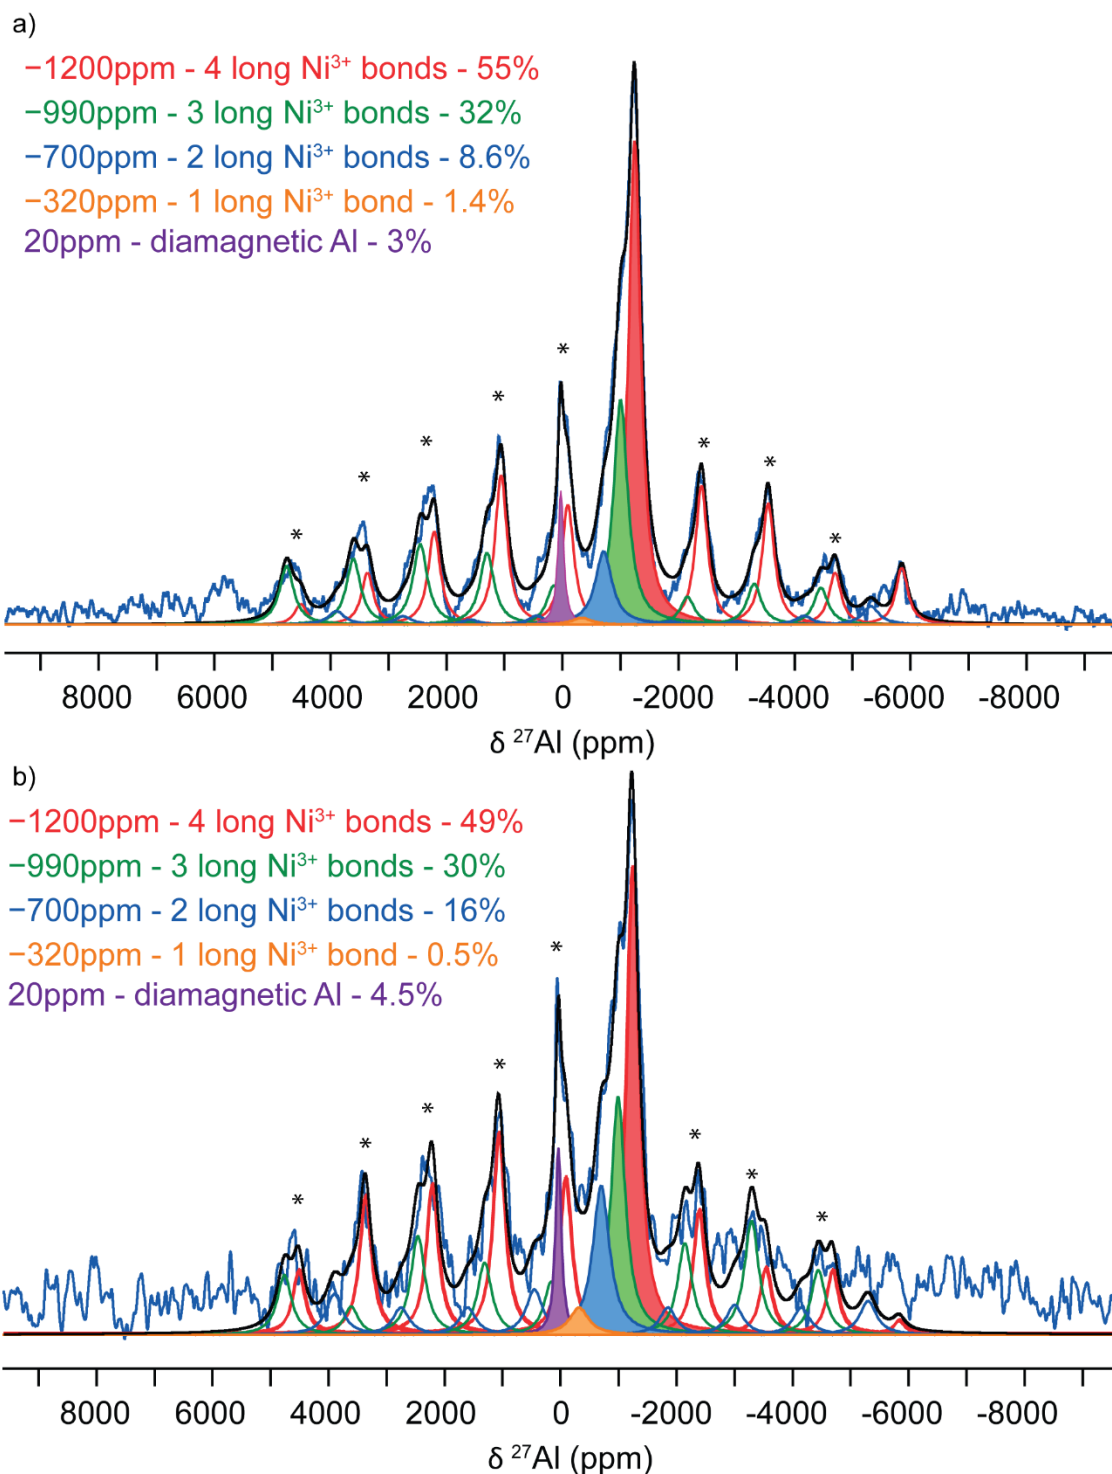 a)
−1200ppm - 4 long Ni³⁺ bonds - 55%
−990ppm - 3 long Ni³⁺ bonds - 32%
−700ppm - 2 long Ni³⁺ bonds - 8.6%
−320ppm - 1 long Ni³⁺ bond - 1.4%
20ppm - diamagnetic Al - 3%
* * * * * * * *
8000 6000 4000 2000 0 -2000 -4000 -6000 -8000
δ ²⁷Al (ppm)
b)
−1200ppm - 4 long Ni³⁺ bonds - 49%
−990ppm - 3 long Ni³⁺ bonds - 30%
−700ppm - 2 long Ni³⁺ bonds - 16%
−320ppm - 1 long Ni³⁺ bond - 0.5%
20ppm - diamagnetic Al - 4.5%
* * * * * * * *
8000 6000 4000 2000 0 -2000 -4000 -6000 -8000
δ ²⁷Al (ppm)